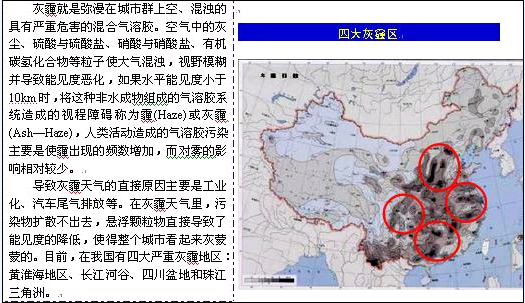 灰霾就是弥漫在城市群上空、混浊的
具有严重危害的混合气溶胶。空气中的灰
尘、硫酸与硫酸盐、硝酸与硝酸盐、有机
碳氢化合物等粒子使大气混浊，视野模糊
并导致能见度恶化，如果水平能见度小于
10km时，将这种非水成物组成的气溶胶系
统造成的视程障碍称为霾(Haze)或灰霾
(Ash—Haze)，人类活动造成的气溶胶污染
主要是使霾出现的频数增加，而对雾的影
响相对较少。
导致灰霾天气的直接原因主要是工业
化、汽车尾气排放等。在灰霾天气里，污
染物扩散不出去，悬浮颗粒物直接导致了
能见度的降低，使得整个城市看起来灰蒙
蒙的。目前，在我国有四大严重灰霾地区：
黄淮海地区、长江河谷、四川盆地和珠江
三角洲。
四大灰霾区
年霾日数